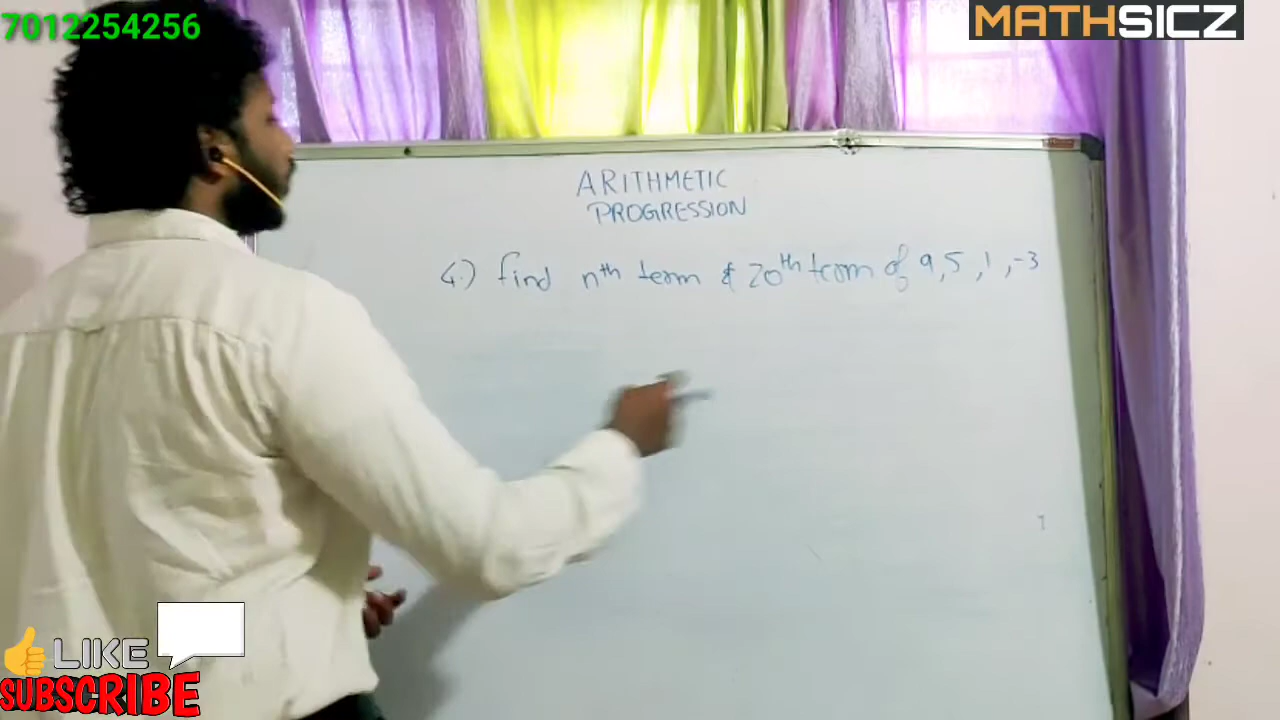 7012254256
MATHSICZ
ARITHMETIC
PROGRESSION
4.) find nth term & 20th term of 9, 5, 1, -3
LIKE
SUBSCRIBE